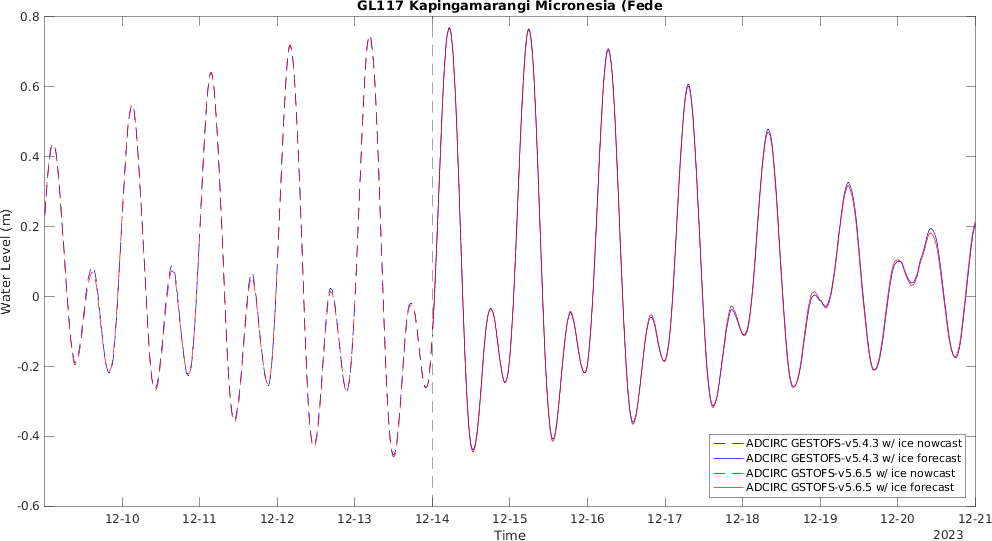 GL117 Kapingamarangi Micronesia (Fede
0.8
0.6
0.4
0.2
0
-0.2
-0.4
-0.6
Water Level (m)
ADCIRC GESTOFS-v5.4.3 w/ ice nowcast
ADCIRC GESTOFS-v5.4.3 w/ ice forecast
ADCIRC GSTOFS-v5.6.5 w/ ice nowcast
ADCIRC GSTOFS-v5.6.5 w/ ice forecast
12-10 12-11 12-12 12-13 12-14 12-15 12-16 12-17 12-18 12-19 12-20 12-21
Time
2023